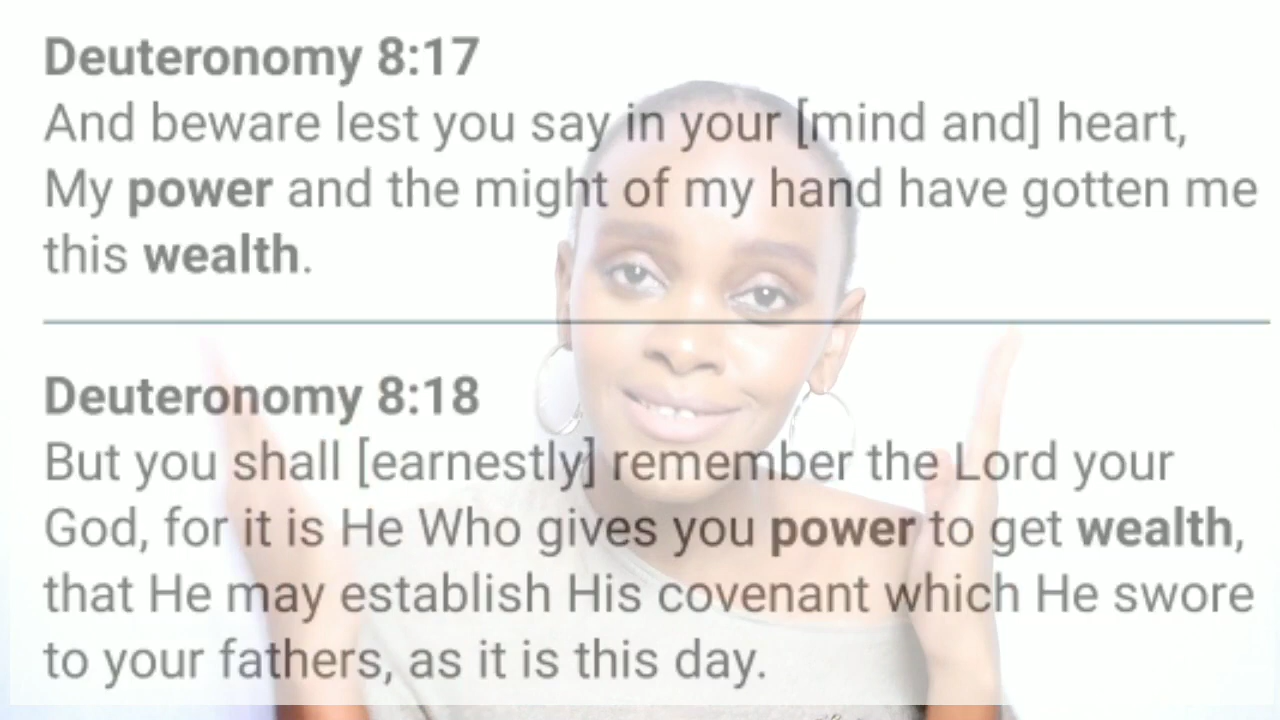 Deuteronomy 8:17
And beware lest you say in your [mind and] heart,
My power and the might of my hand have gotten me
this wealth.
Deuteronomy 8:18
But you shall [earnestly] remember the Lord your
God, for it is He Who gives you power to get wealth,
that He may establish His covenant which He swore
to your fathers, as it is this day.